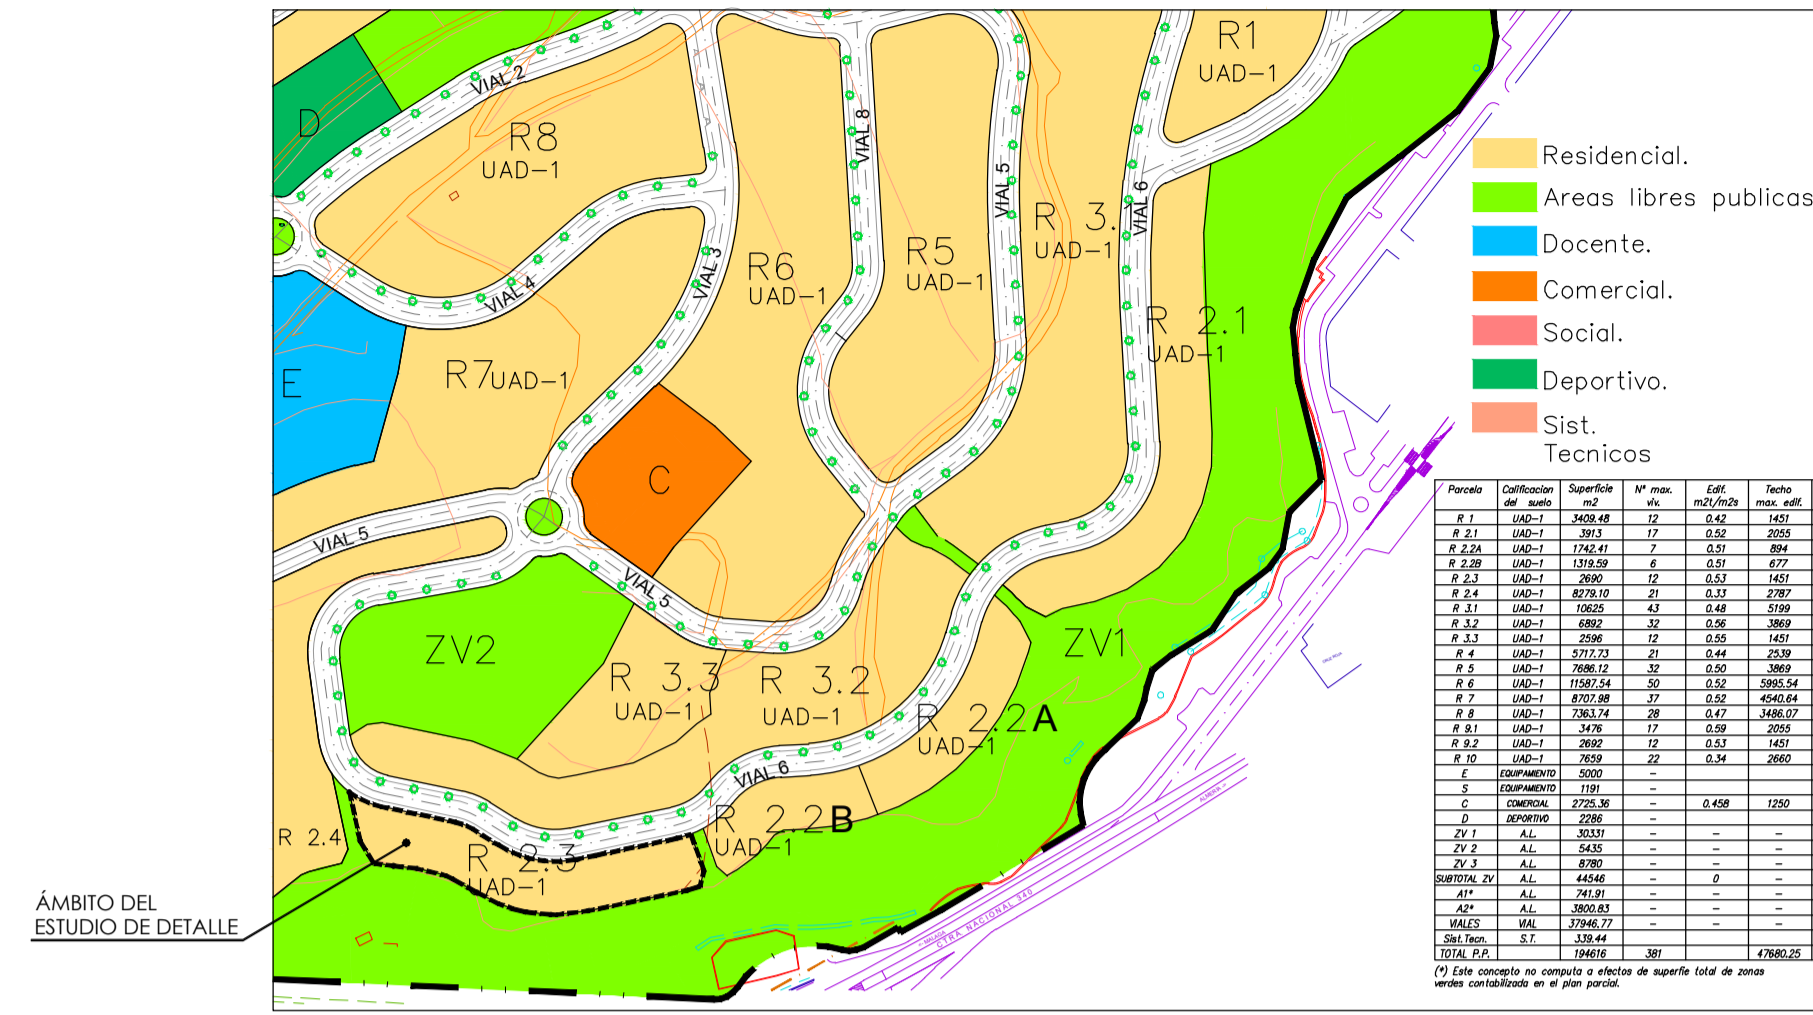 VIAL 2
D
R8
UAD-1
VIAL 4
VIAL 3
R7 UAD-1
E
R6
UAD-1
VIAL 8
R5
UAD-1
VIAL 5
R 3.1
UAD-1
VIAL 6
R1
UAD-1
R 2.1
UAD-1
C
VIAL 5
VIAL 5
ZV2
R 3.3
UAD-1
R 3.2
UAD-1
ZV1
R 2.2A
UAD-1
VIAL 6
R 2.2B
UAD-1
R 2.4
R 2.3
UAD-1
ÁMBITO DEL
ESTUDIO DE DETALLE
<- MALAGA
CTRA NACIONAL 340
ALMERIA ->
Residencial.
Areas libres publicas
Docente.
Comercial.
Social.
Deportivo.
Sist.
Tecnicos
Parcela Calificacion del suelo Superficie m2 Nº max. viv. Edif. m2t/m2s Techo max. edif.
R 1 UAD-1 3409.48 12 0.42 1451
R 2.1 UAD-1 3913 17 0.52 2055
R 2.2A UAD-1 1742.41 7 0.51 894
R 2.2B UAD-1 1319.59 6 0.51 677
R 2.3 UAD-1 2690 12 0.53 1451
R 2.4 UAD-1 8279.10 21 0.33 2787
R 3.1 UAD-1 10625 43 0.48 5199
R 3.2 UAD-1 6892 32 0.56 3869
R 3.3 UAD-1 2596 12 0.55 1451
R 4 UAD-1 5717.73 21 0.44 2539
R 5 UAD-1 7686.12 32 0.50 3869
R 6 UAD-1 11587.54 50 0.52 5995.54
R 7 UAD-1 8707.98 37 0.52 4540.64
R 8 UAD-1 7363.74 28 0.47 3486.07
R 9.1 UAD-1 3476 17 0.59 2055
R 9.2 UAD-1 2692 12 0.53 1451
R 10 UAD-1 7659 22 0.34 2660
E EQUIPAMIENTO 5000 -
S EQUIPAMIENTO 1191 -
C COMERCIAL 2725.36 - 0.458 1250
D DEPORTIVO 2286 -
ZV 1 A.L. 30331 - - -
ZV 2 A.L. 5435 - - -
ZV 3 A.L. 8780 - - -
SUBTOTAL ZV A.L. 44546 - 0 -
A1* A.L. 741.91 - - -
A2* A.L. 3800.83 - - -
VIALES VIAL 37946.77 - - -
Sist.Tecn. S.T. 339.44
TOTAL P.P. 194616 381 47680.25
(*) Este concepto no computa a efectos de superfie total de zonas
verdes contabilizada en el plan parcial.